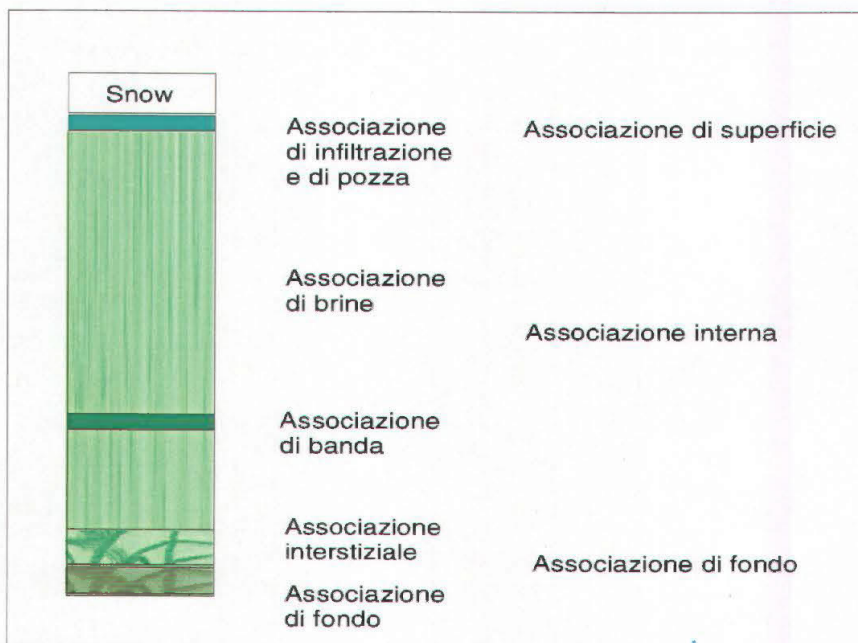 Snow
Associazione
di infiltrazione
e di pozza
Associazione di superficie
Associazione
di brine
Associazione interna
Associazione
di banda
Associazione
interstiziale
Associazione di fondo
Associazione
di fondo